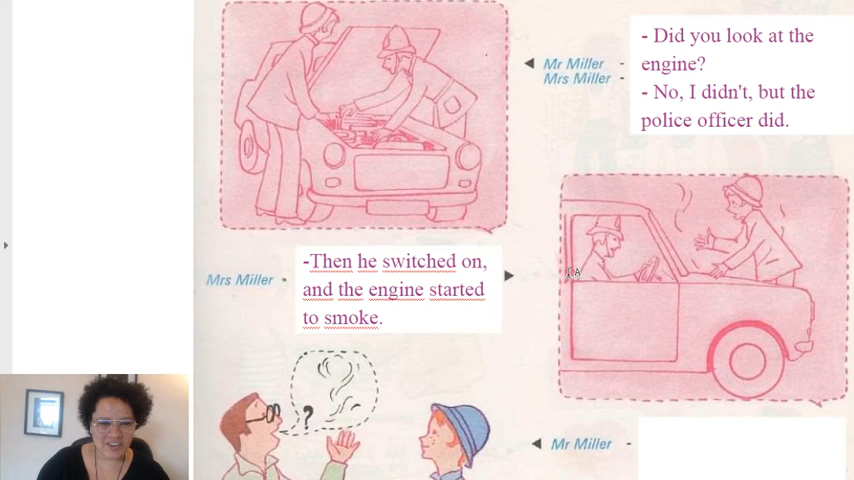 Mr Miller -
Mrs Miller -
- Did you look at the
engine?
- No, I didn't, but the
police officer did.
Mrs Miller -
-Then he switched on,
and the engine started
to smoke.
?
Mr Miller -